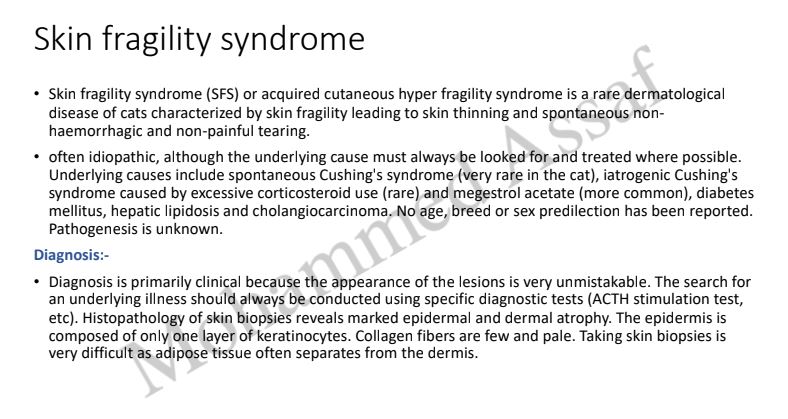 Skin fragility syndrome
• Skin fragility syndrome (SFS) or acquired cutaneous hyper fragility syndrome is a rare dermatological
disease of cats characterized by skin fragility leading to skin thinning and spontaneous non-
haemorrhagic and non-painful tearing.
• often idiopathic, although the underlying cause must always be looked for and treated where possible.
Underlying causes include spontaneous Cushing's syndrome (very rare in the cat), iatrogenic Cushing's
syndrome caused by excessive corticosteroid use (rare) and megestrol acetate (more common), diabetes
mellitus, hepatic lipidosis and cholangiocarcinoma. No age, breed or sex predilection has been reported.
Pathogenesis is unknown.
Diagnosis:-
• Diagnosis is primarily clinical because the appearance of the lesions is very unmistakable. The search for
an underlying illness should always be conducted using specific diagnostic tests (ACTH stimulation test,
etc). Histopathology of skin biopsies reveals marked epidermal and dermal atrophy. The epidermis is
composed of only one layer of keratinocytes. Collagen fibers are few and pale. Taking skin biopsies is
very difficult as adipose tissue often separates from the dermis.
Mohammed Assaf